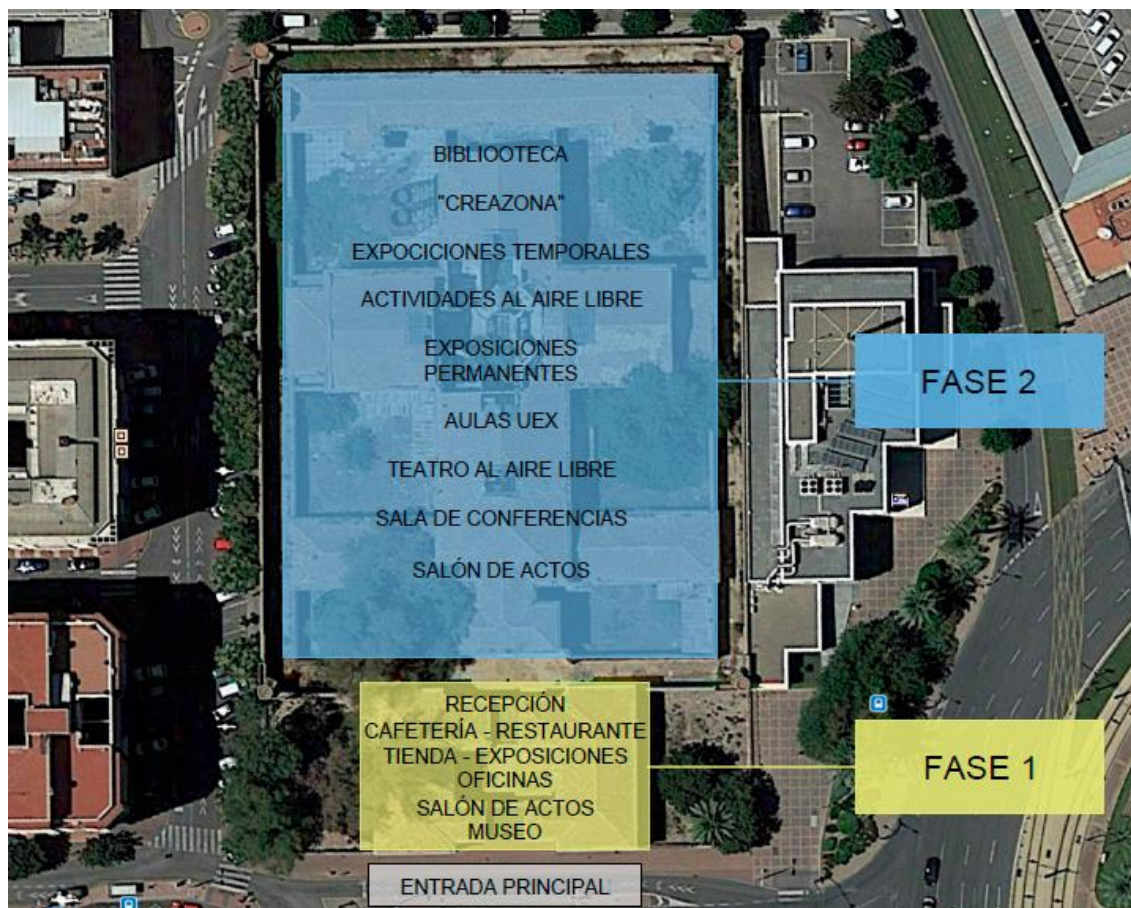 BIBLIOOTECA
"CREAZONA"
EXPOCICIONES TEMPORALES
ACTIVIDADES AL AIRE LIBRE
EXPOSICIONES
PERMANENTES
AULAS UEX
TEATRO AL AIRE LIBRE
SALA DE CONFERENCIAS
SALÓN DE ACTOS
FASE 2
RECEPCIÓN
CAFETERÍA - RESTAURANTE
TIENDA - EXPOSICIONES
OFICINAS
SALÓN DE ACTOS
MUSEO
FASE 1
ENTRADA PRINCIPAL